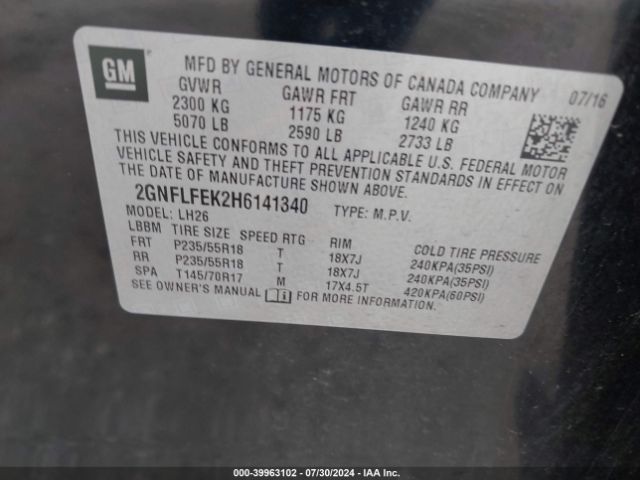 GM
MFD BY GENERAL MOTORS OF CANADA COMPANY 07/16
GVWR GAWR FRT GAWR RR
2300 KG 1175 KG 1240 KG
5070 LB 2590 LB 2733 LB
THIS VEHICLE CONFORMS TO ALL APPLICABLE U.S. FEDERAL MOTOR
VEHICLE SAFETY AND THEFT PREVENTION STANDARDS IN EFFECT ON
THE DATE OF MANUFACTURE SHOWN ABOVE.
2GNFLFEK2H6141340 TYPE: M.P.V.
MODEL: LH26
LBBM TIRE SIZE SPEED RTG RIM COLD TIRE PRESSURE
FRT P235/55R18 T 18X7J 240KPA(35PSI)
RR P235/55R18 T 18X7J 240KPA(35PSI)
SPA T145/70R17 M 17X4.5T 420KPA(60PSI)
SEE OWNER'S MANUAL FOR MORE INFORMATION.
000-39963102 - 07/30/2024 - IAA Inc.